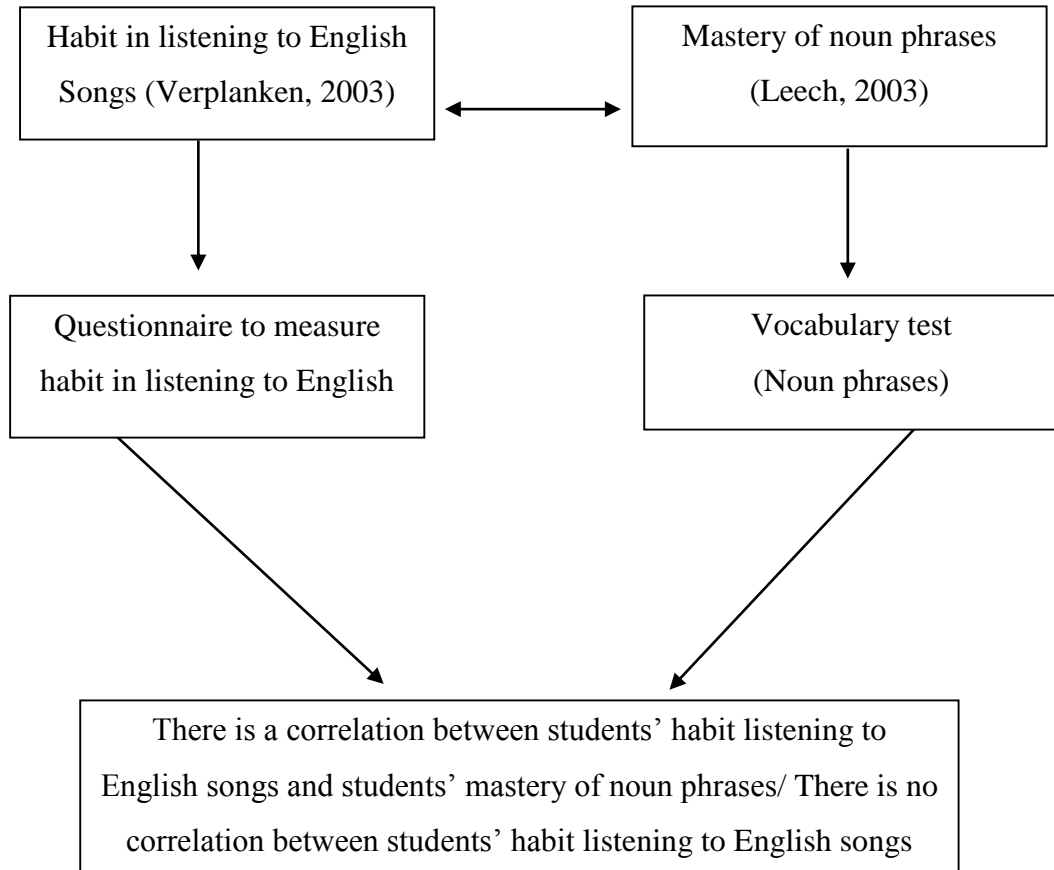 Habit in listening to English
Songs (Verplanken, 2003)
Mastery of noun phrases
(Leech, 2003)
Questionnaire to measure
habit in listening to English
Vocabulary test
(Noun phrases)
There is a correlation between students’ habit listening to
English songs and students’ mastery of noun phrases/ There is no
correlation between students’ habit listening to English songs